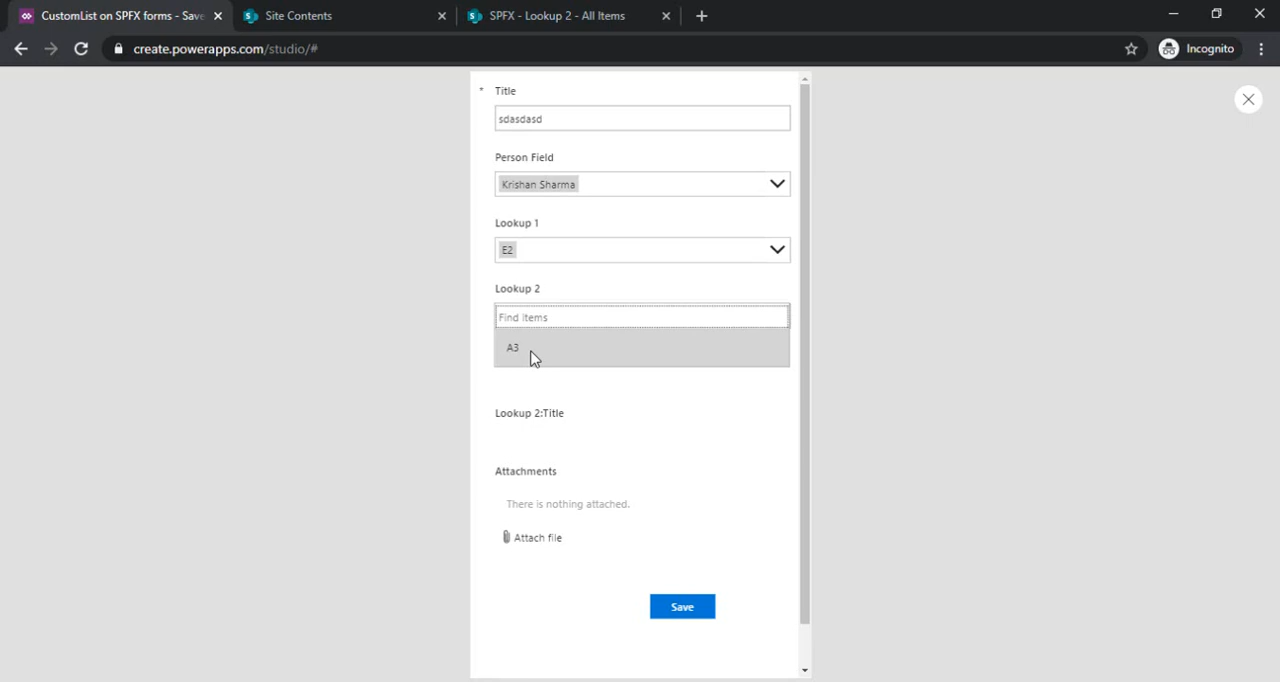 CustomList on SPFX forms - Save
Site Contents
SPFX - Lookup 2 - All Items
create.powerapps.com/studio/#
Incognito
* Title
sdasdasd
Person Field
Krishan Sharma
Lookup 1
E2
Lookup 2
Find items
A3
Lookup 2:Title
Attachments
There is nothing attached.
Attach file
Save